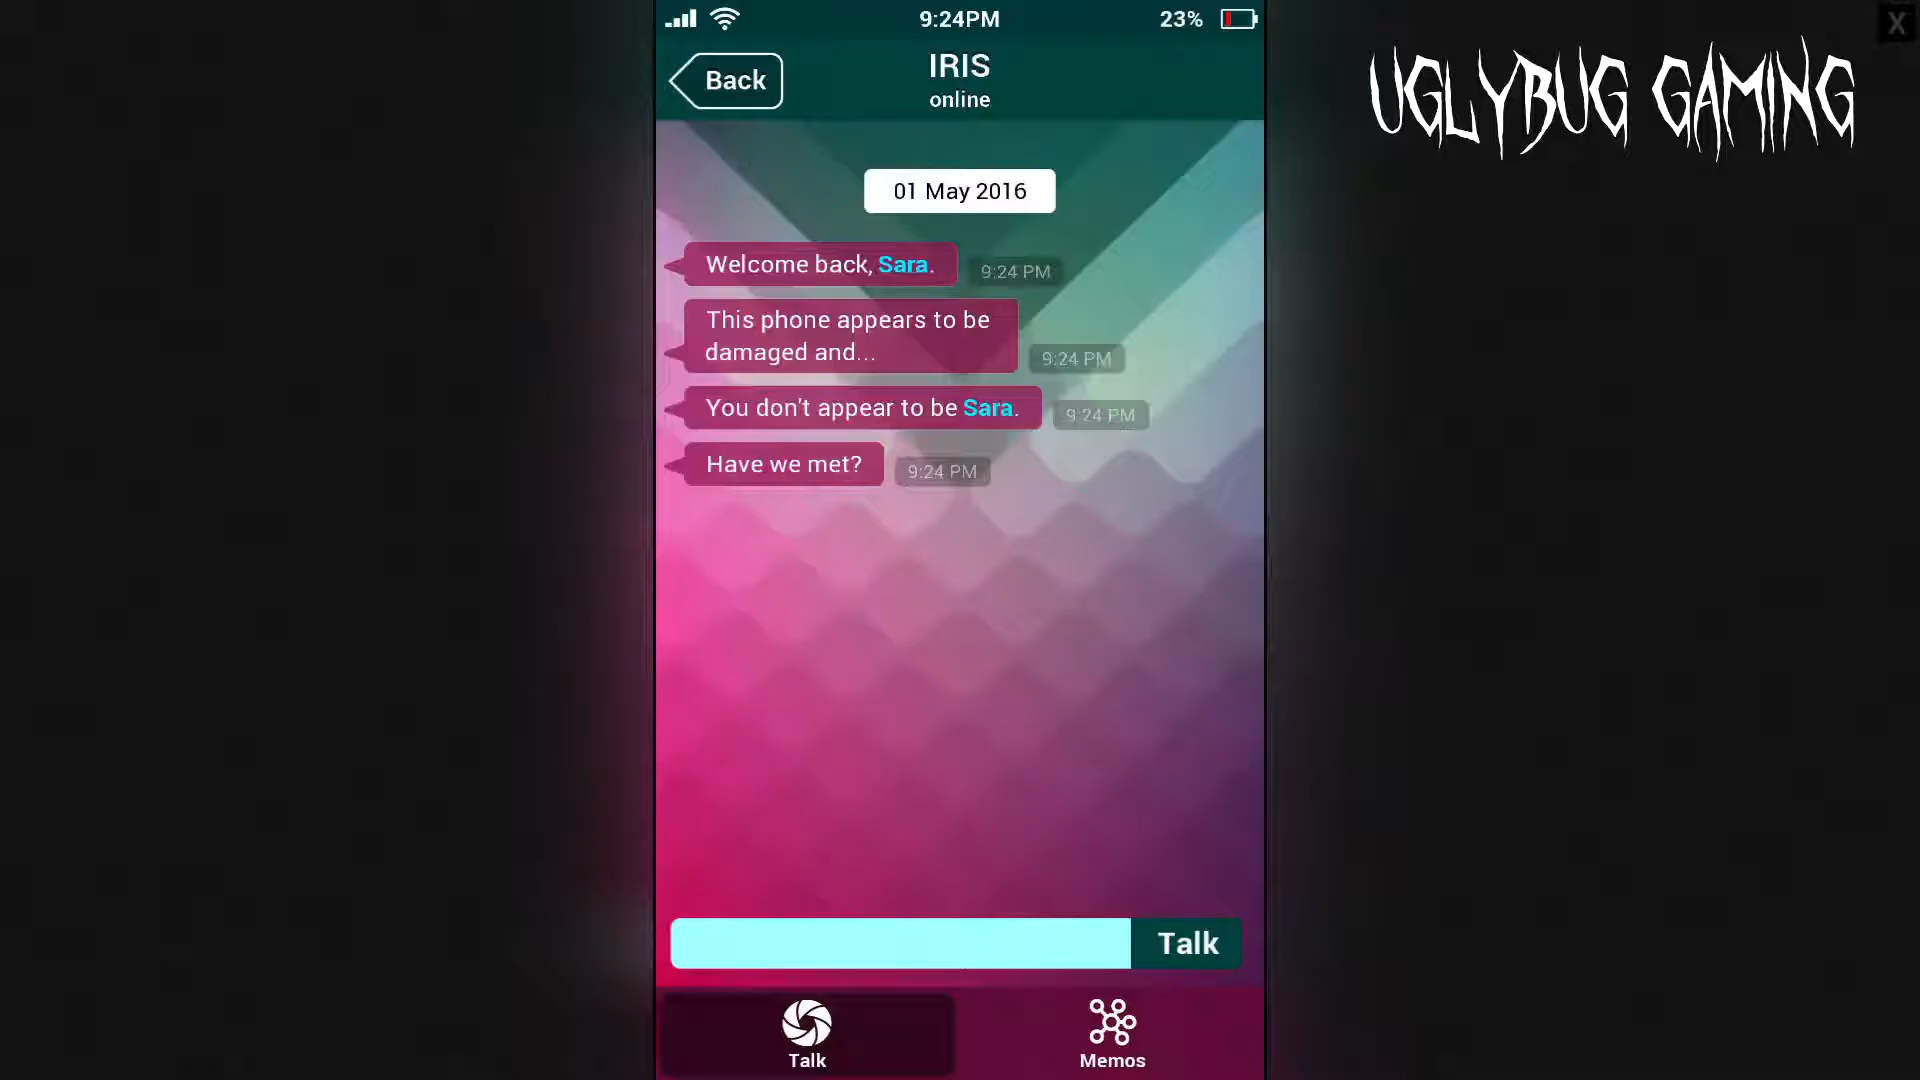 9:24PM
23%
X
Back
IRIS
online
UGLYBUG GAMING
01 May 2016
Welcome back, Sara.
9:24 PM
This phone appears to be
damaged and...
9:24 PM
You don't appear to be Sara.
9:24 PM
Have we met?
9:24 PM
Talk
Talk
Memos